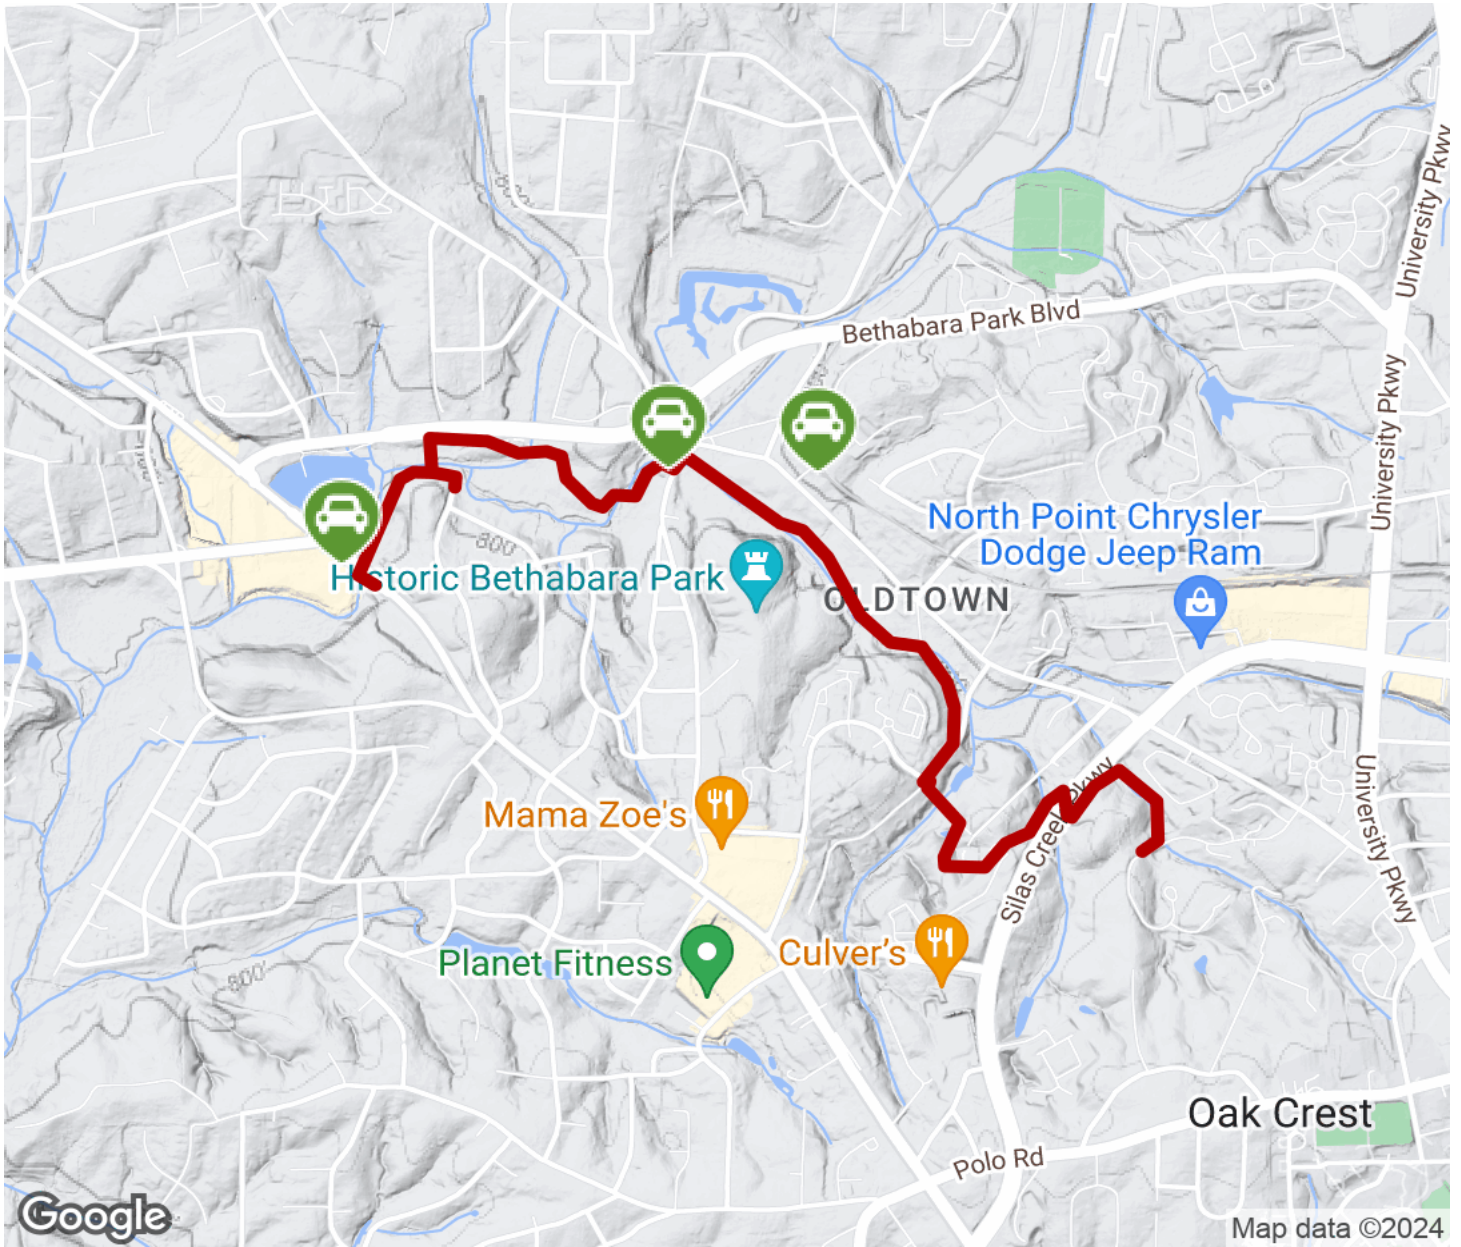 University Pkwy
Bethabara Park Blvd
University Pkwy
North Point Chrysler
Dodge Jeep Ram
800
Historic Bethabara Park
OLDTOWN
Silas Creek Pkwy
University Pkwy
Mama Zoe's
Planet Fitness
Culver's
800'
Oak Crest
Polo Rd
Google
Map data ©2024